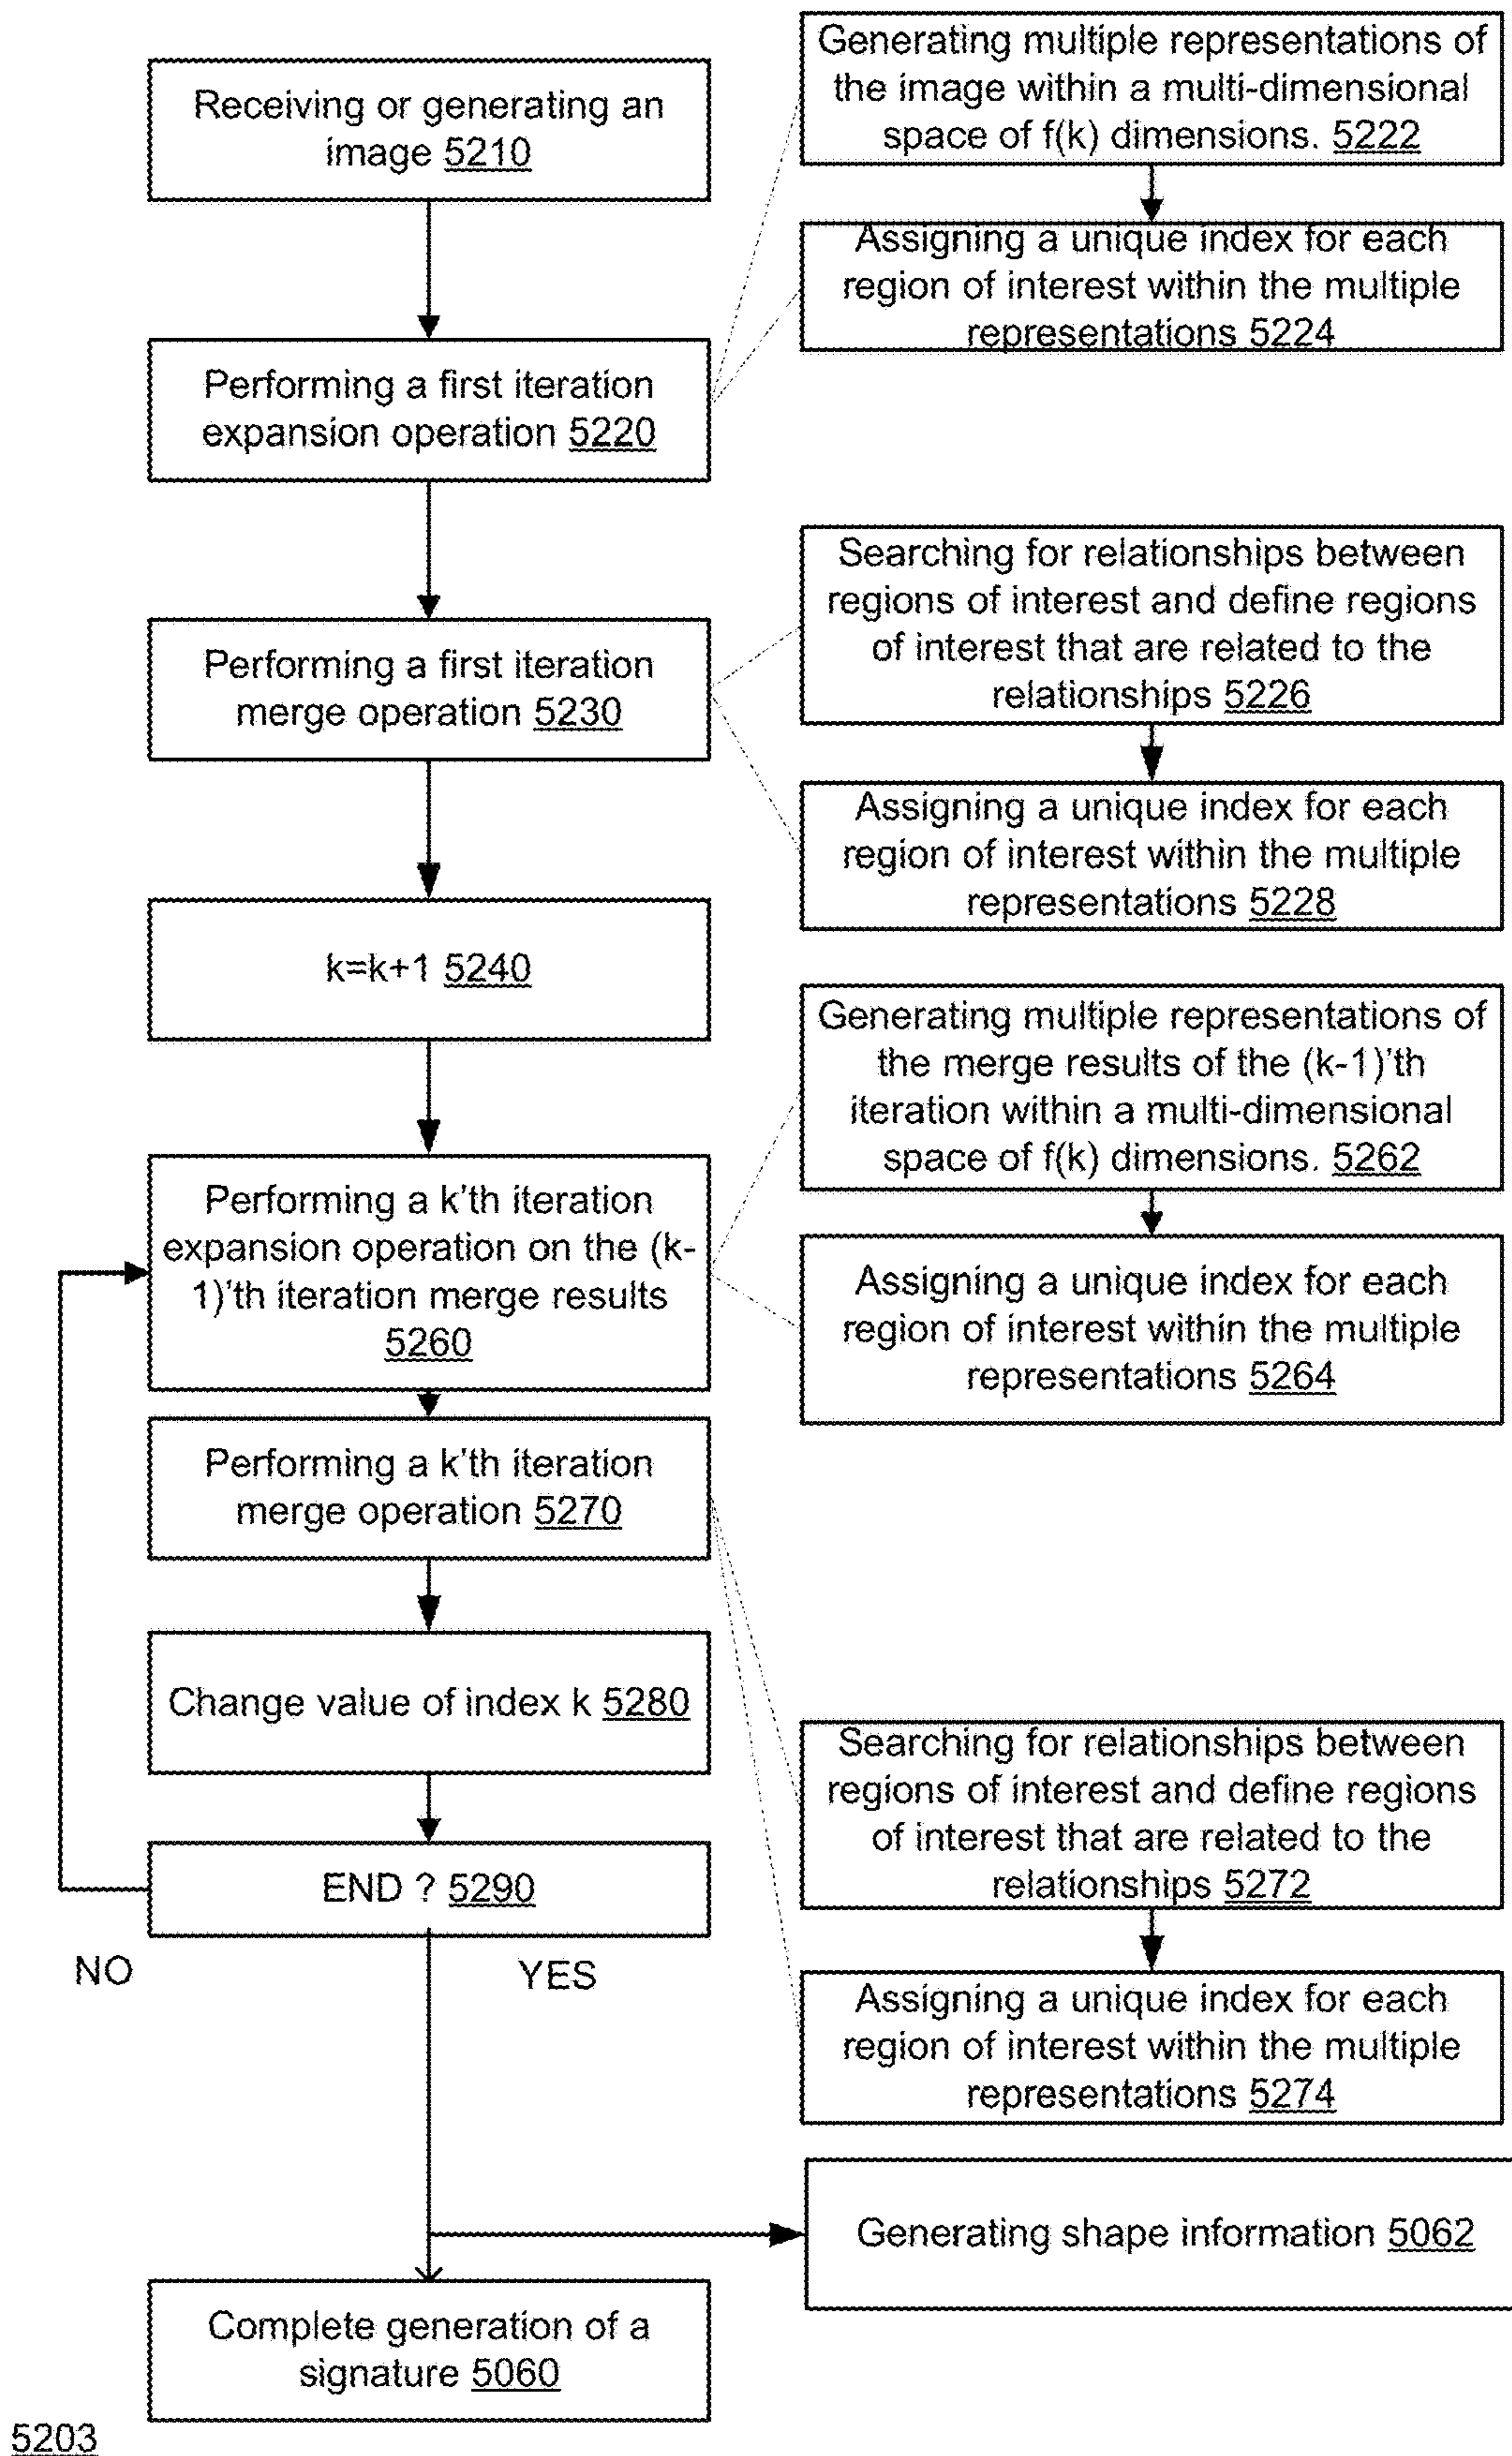 Receiving or generating an
image 5210
Generating multiple representations of
the image within a multi-dimensional
space of f(k) dimensions. 5222
Assigning a unique index for each
region of interest within the multiple
representations 5224
Performing a first iteration
expansion operation 5220
Searching for relationships between
regions of interest and define regions
of interest that are related to the
relationships 5226
Performing a first iteration
merge operation 5230
Assigning a unique index for each
region of interest within the multiple
representations 5228
k=k+1 5240
Generating multiple representations of
the merge results of the (k-1)'th
iteration within a multi-dimensional
space of f(k) dimensions. 5262
Performing a k'th iteration
expansion operation on the (k-
1)'th iteration merge results
5260
Assigning a unique index for each
region of interest within the multiple
representations 5264
Performing a k'th iteration
merge operation 5270
Change value of index k 5280
Searching for relationships between
regions of interest and define regions
of interest that are related to the
relationships 5272
END ? 5290
NO
YES
Assigning a unique index for each
region of interest within the multiple
representations 5274
Generating shape information 5062
Complete generation of a
signature 5060
5203